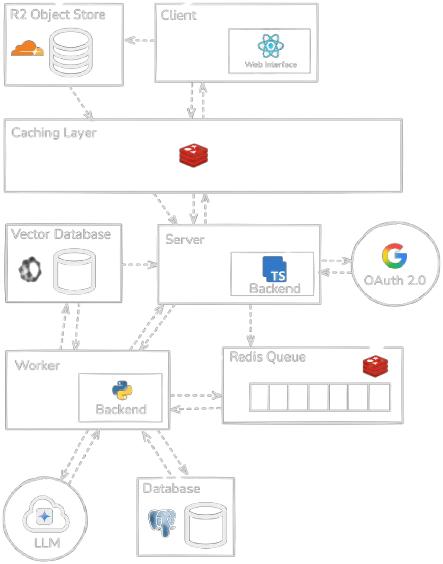 R2 Object Store
Client
Web Interface
Caching Layer
Vector Database
Server
TS
Backend
OAuth 2.0
Worker
Backend
Redis Queue
LLM
Database